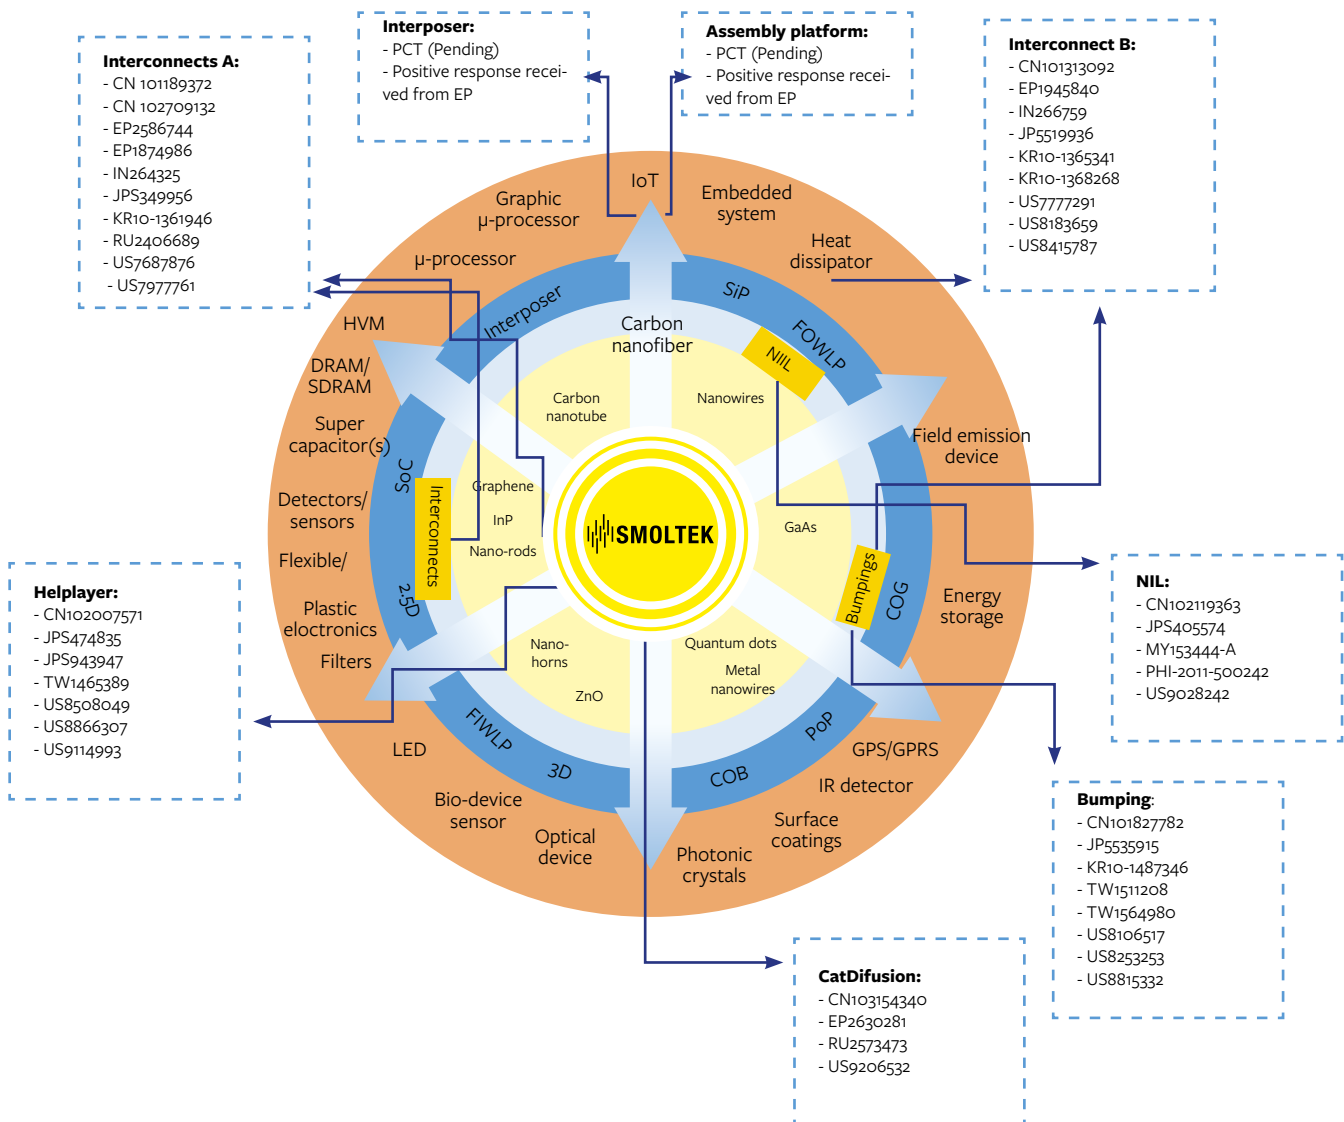 Interposer:
- PCT (Pending)
- Positive response recei-
ved from EP
Assembly platform:
- PCT (Pending)
- Positive response recei-
ved from EP
Interconnects A:
- CN 101189372
- CN 102709132
- EP2586744
- EP1874986
- IN264325
- JPS349956
- KR10-1361946
- RU2406689
- US7687876
- US7977761
Interconnect B:
- CN101313092
- EP1945840
- IN266759
- JP5519936
- KR10-1365341
- KR10-1368268
- US7777291
- US8183659
- US8415787
IoT
Graphic
µ-processor
Embedded
system
µ-processor
Heat
dissipator
HVM
DRAM/
SDRAM
Super
capacitor(s)
Detectors/
sensors
Flexible/
Plastic
eloctronics
Filters
LED
Bio-device
sensor
Optical
device
Photonic
crystals
Surface
coatings
IR detector
GPS/GPRS
Energy
storage
Field emission
device
Interposer
SiP
FOWLP
NIIL
SoC
Interconnects
2.5D
FIWLP
3D
COB
PoP
COG
Bumpings
Carbon
nanofiber
Carbon
nanotube
Nanowires
Graphene
InP
Nano-rods
GaAs
Nano-
horns
ZnO
Quantum dots
Metal
nanowires
SMOLTEK
Helplayer:
- CN102007571
- JPS474835
- JPS943947
- TW1465389
- US8508049
- US8866307
- US9114993
NIL:
- CN102119363
- JPS405574
- MY153444-A
- PHI-2011-500242
- US9028242
Bumping:
- CN101827782
- JP5535915
- KR10-1487346
- TW1511208
- TW1564980
- US8106517
- US8253253
- US8815332
CatDifusion:
- CN103154340
- EP2630281
- RU2573473
- US9206532